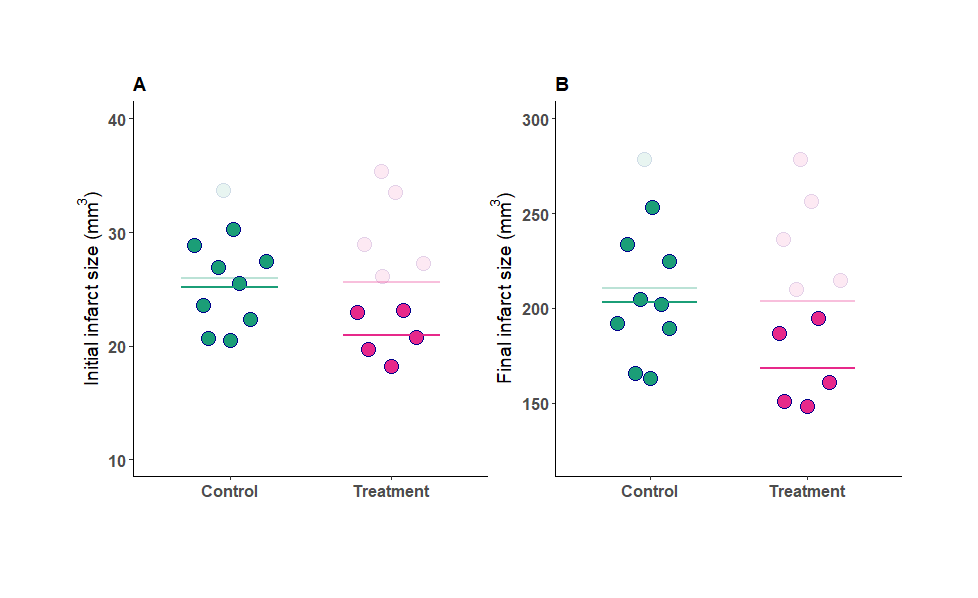 A
B
Initial infarct size (mm³)
40
30
20
10
Control
Treatment
Final infarct size (mm³)
300
250
200
150
Control
Treatment